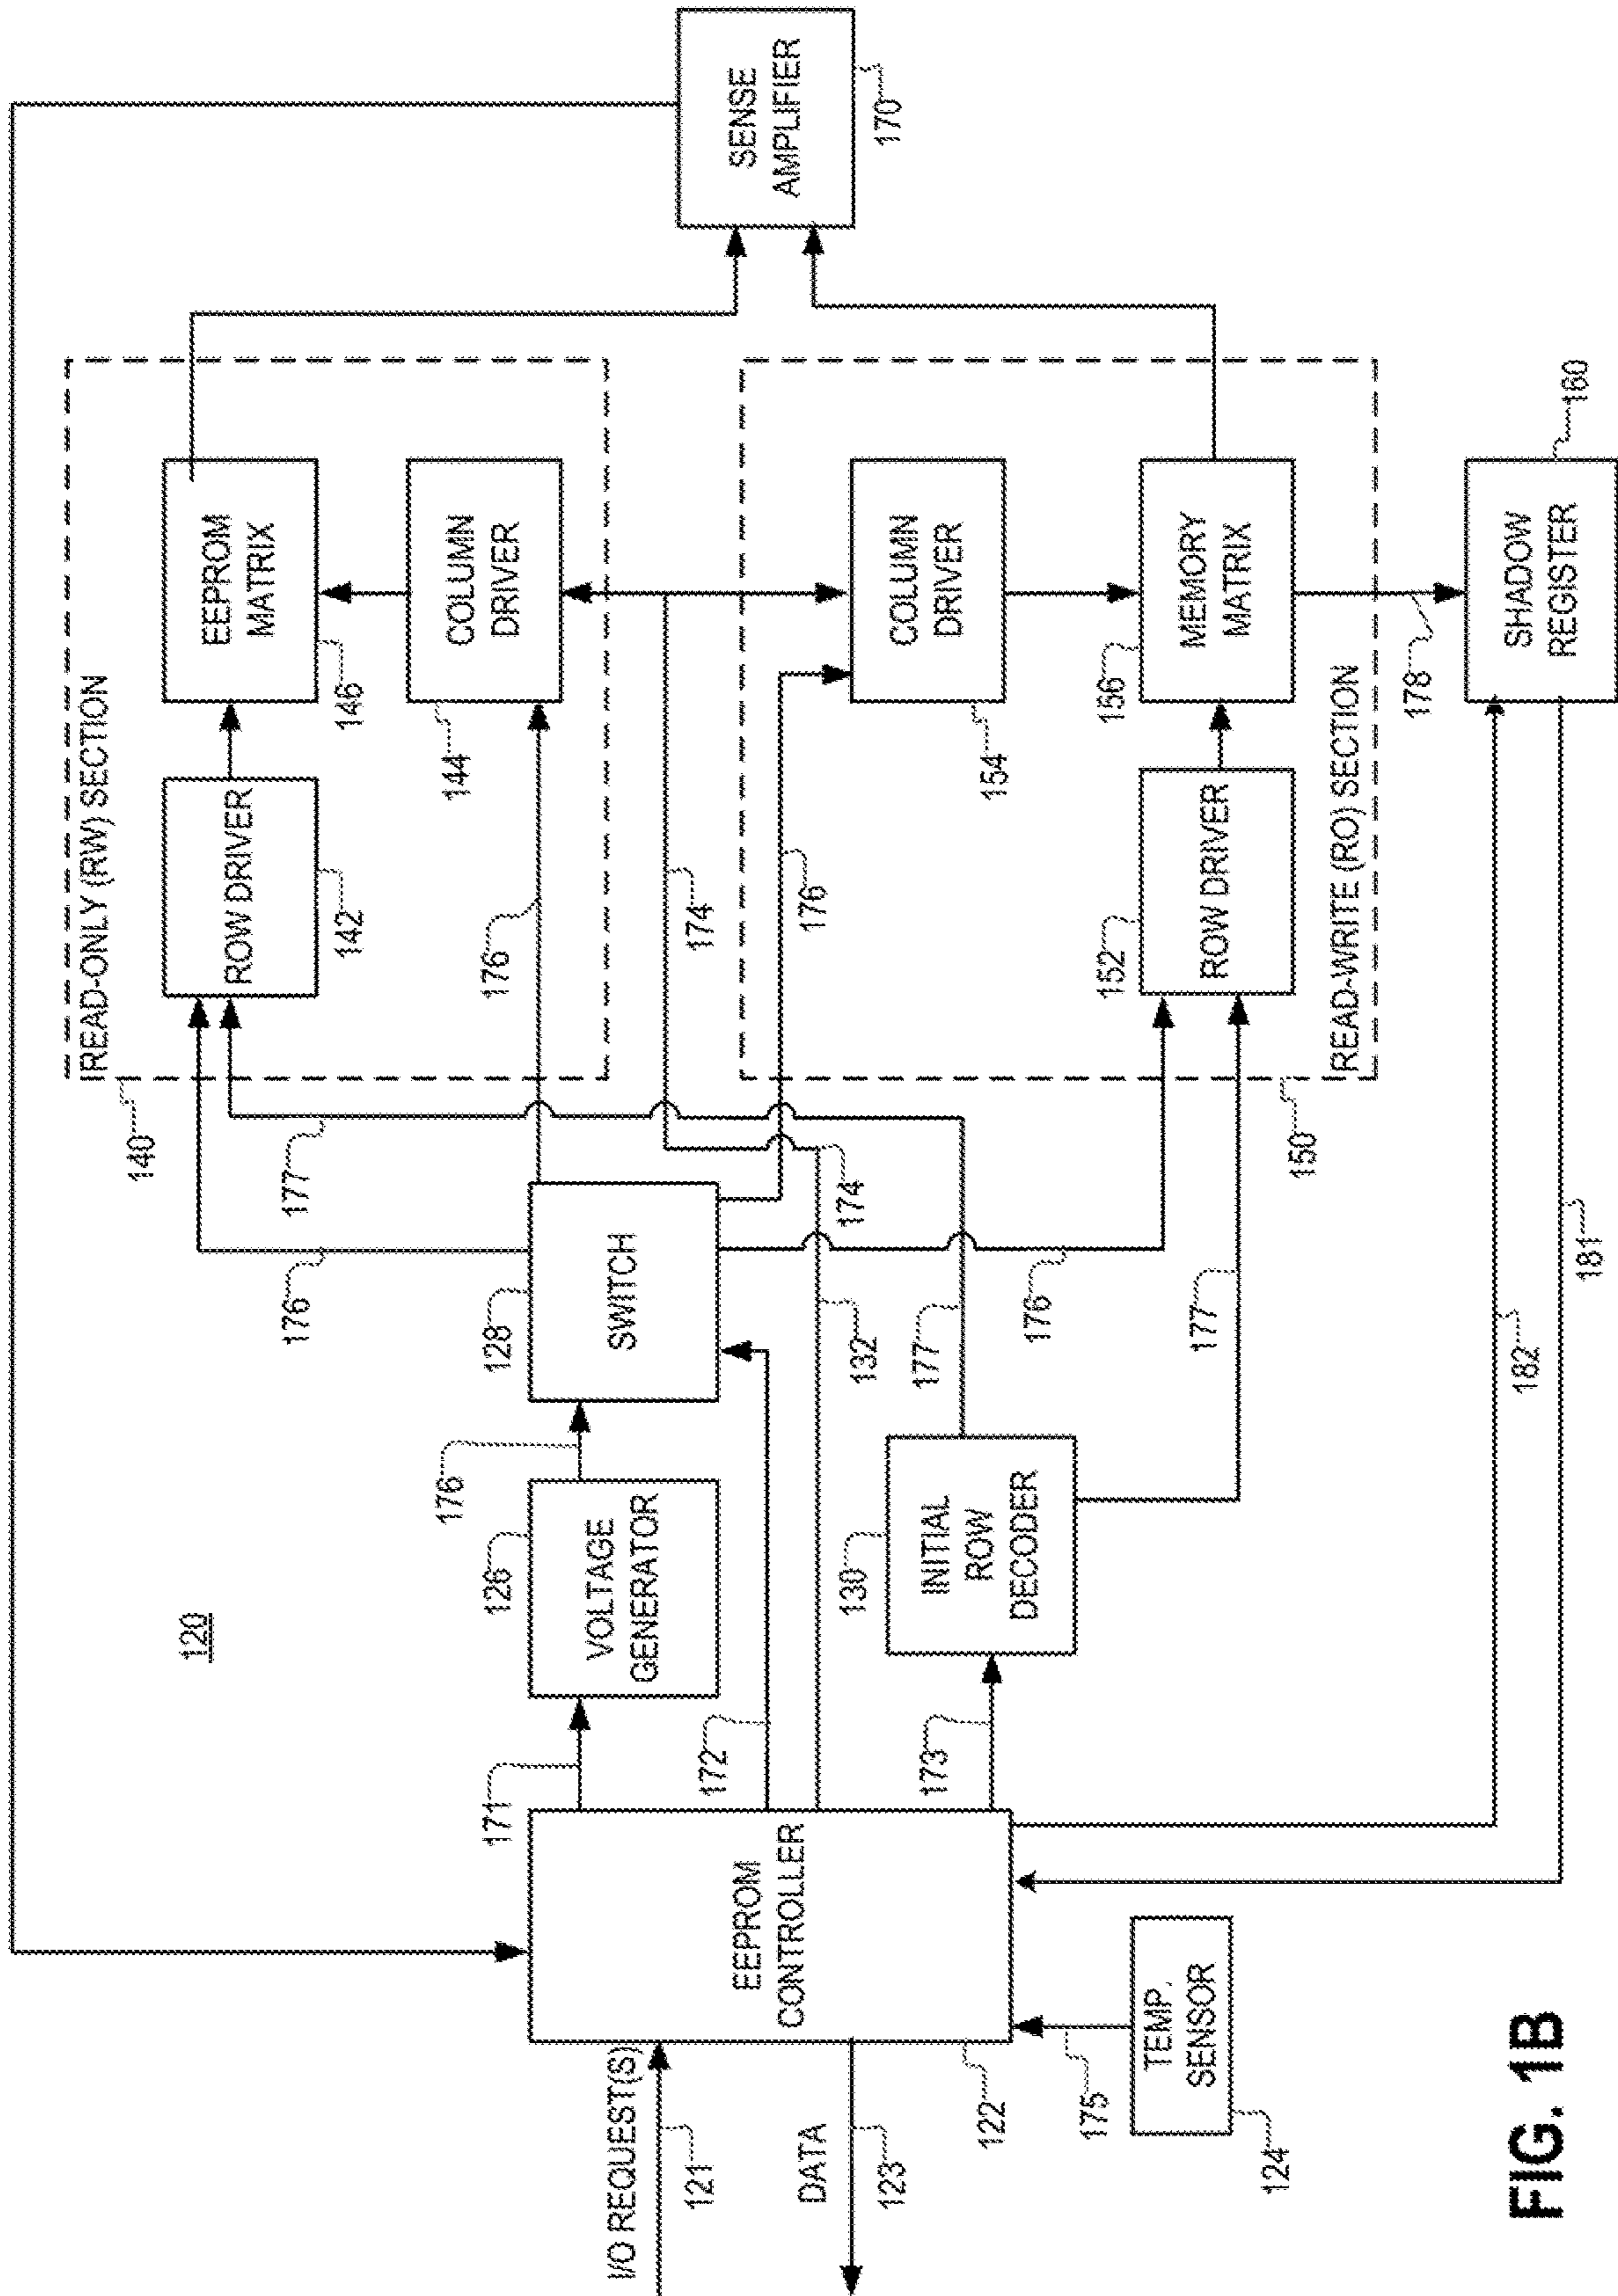 120
READ-ONLY (RW) SECTION
140
177
176
ROW DRIVER
142
EEPROM
MATRIX
146
COLUMN
DRIVER
144
176
174
SENSE
AMPLIFIER
170
I/O REQUEST(S)
121
DATA
123
EEPROM
CONTROLLER
122
171
VOLTAGE
GENERATOR
126
176
SWITCH
128
172
132
174
173
INITIAL
ROW
DECODER
130
177
176
177
176
COLUMN
DRIVER
154
MEMORY
MATRIX
156
ROW DRIVER
152
READ-WRITE (RO) SECTION
150
178
SHADOW
REGISTER
160
182
181
TEMP.
SENSOR
124
175
FIG. 1B